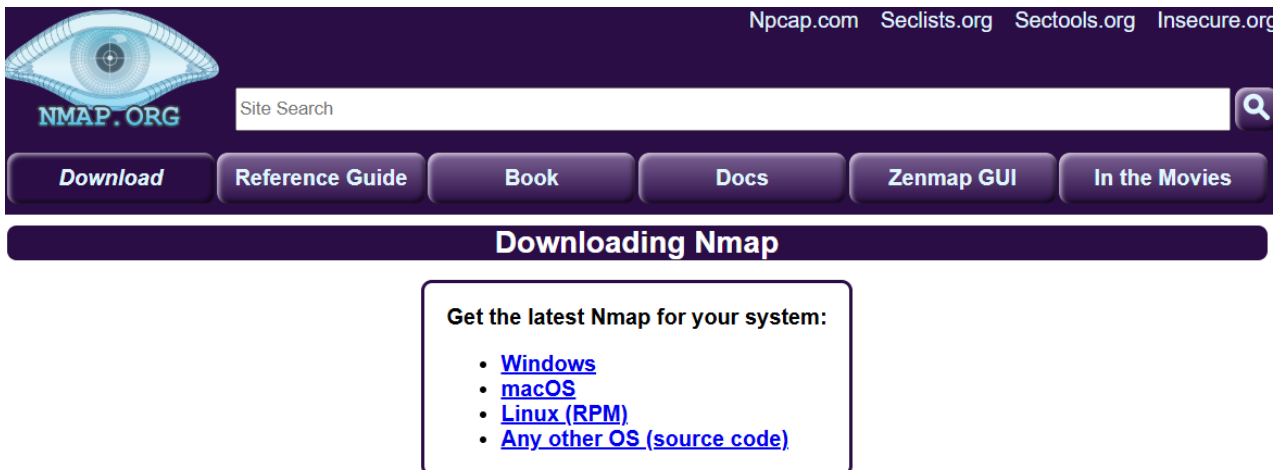 Npcap.com Seclists.org Sectools.org Insecure.org
NMAP.ORG
Site Search
Download Reference Guide Book Docs Zenmap GUI In the Movies
Downloading Nmap
Get the latest Nmap for your system:
• Windows
• macOS
• Linux (RPM)
• Any other OS (source code)